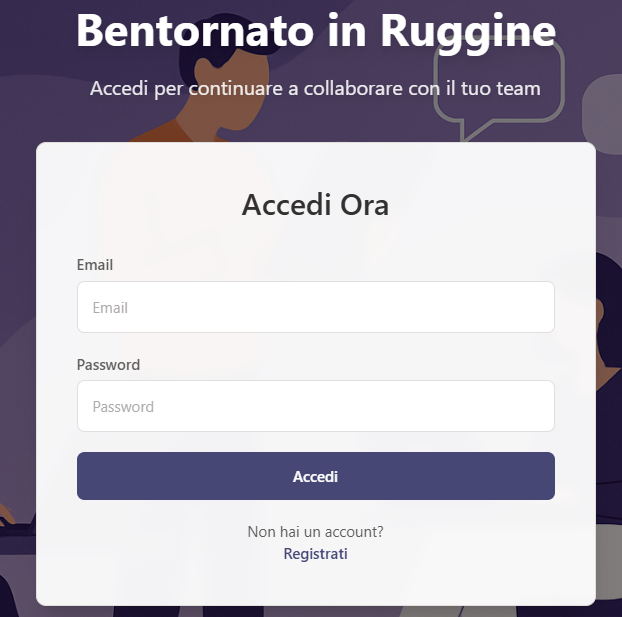 Bentornato in Ruggine
Accedi per continuare a collaborare con il tuo team
Accedi Ora
Email
Email
Password
Password
Accedi
Non hai un account?
Registrati